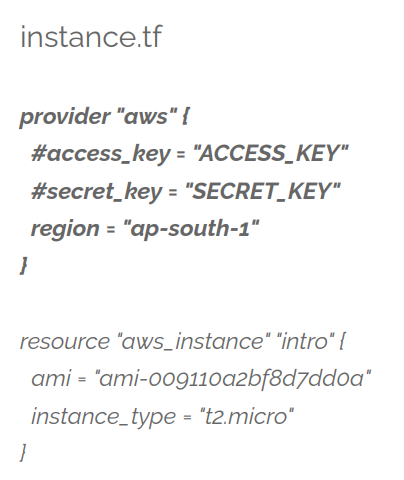 instance.tf
provider "aws" {
#access_key = "ACCESS_KEY"
#secret_key = "SECRET_KEY"
region = "ap-south-1"
}
resource "aws_instance" "intro" {
ami = "ami-009110a2bf8d7dd0a"
instance_type = "t2.micro"
}